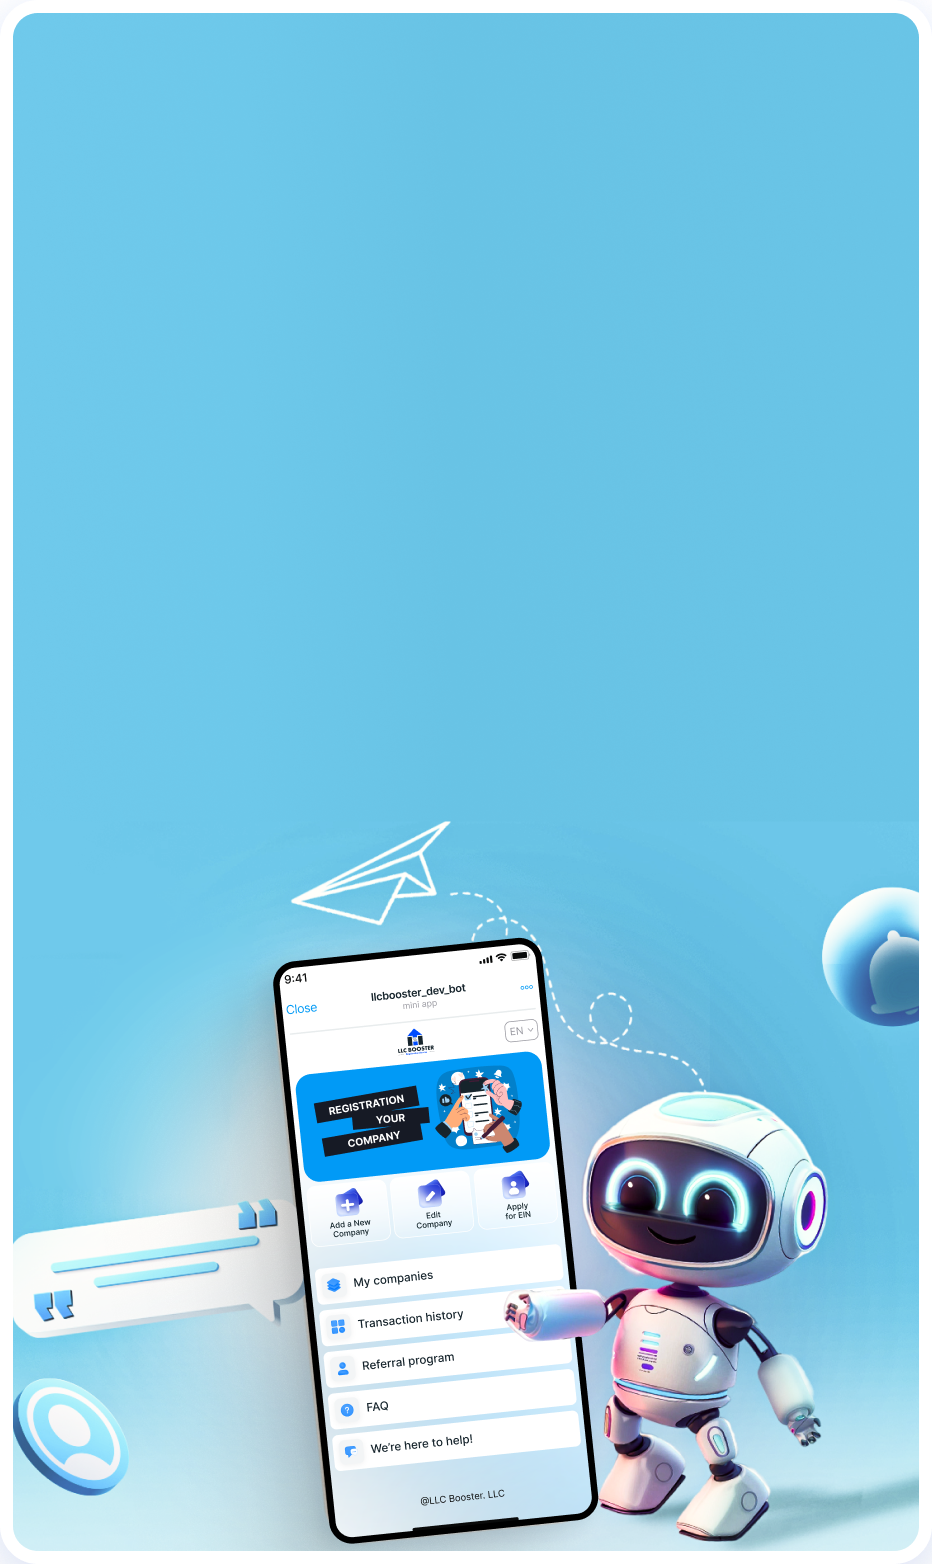 9:41
Close
llcbooster_dev_bot
mini app
LLC BOOSTER
EN
REGISTRATION
YOUR
COMPANY
Add a New
Company
Edit
Company
Apply
for EIN
My companies
Transaction history
Referral program
FAQ
We're here to help!
@LLC Booster. LLC